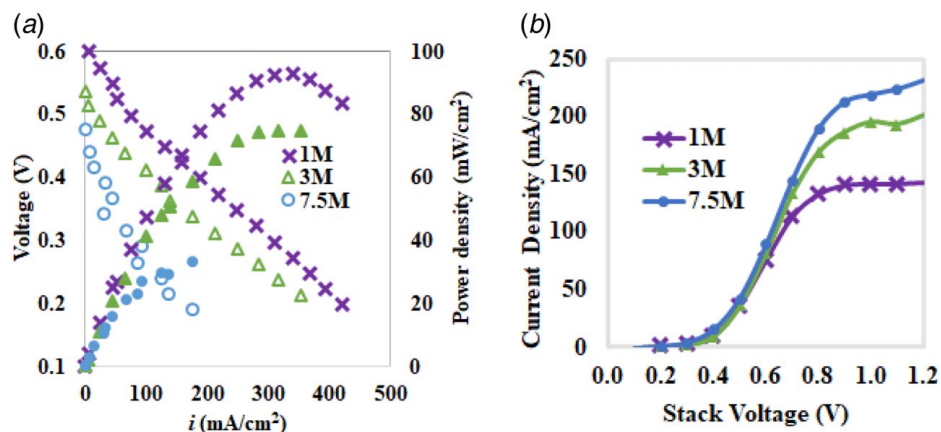 (a)
0.6
0.5
0.4
0.3
0.2
0.1
Voltage (V)
0 100 200 300 400 500
i (mA/cm²)
100
80
60
40
20
0
Power density (mW/cm²)
1M
3M
7.5M
(b)
250
200
150
100
50
0
Current Density (mA/cm²)
0.0 0.2 0.4 0.6 0.8 1.0 1.2
Stack Voltage (V)
1M
3M
7.5M